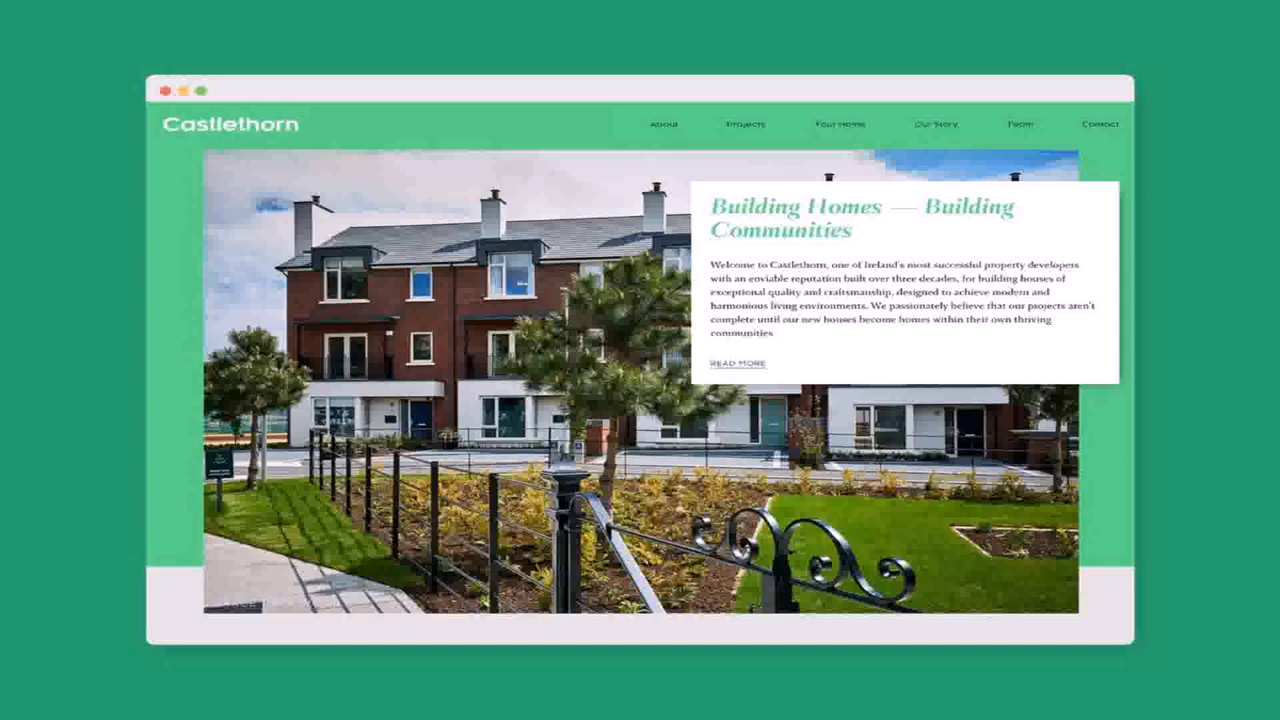 Castlethorn
About Projects Your Home Our Story Team Contact
Building Homes — Building
Communities
Welcome to Castlethorn, one of Ireland's most successful property developers
with an enviable reputation built over three decades, for building houses of
exceptional quality and craftsmanship, designed to achieve modern and
harmonious living environments. We passionately believe that our projects aren't
complete until our new houses become homes within their own thriving
communities
READ MORE